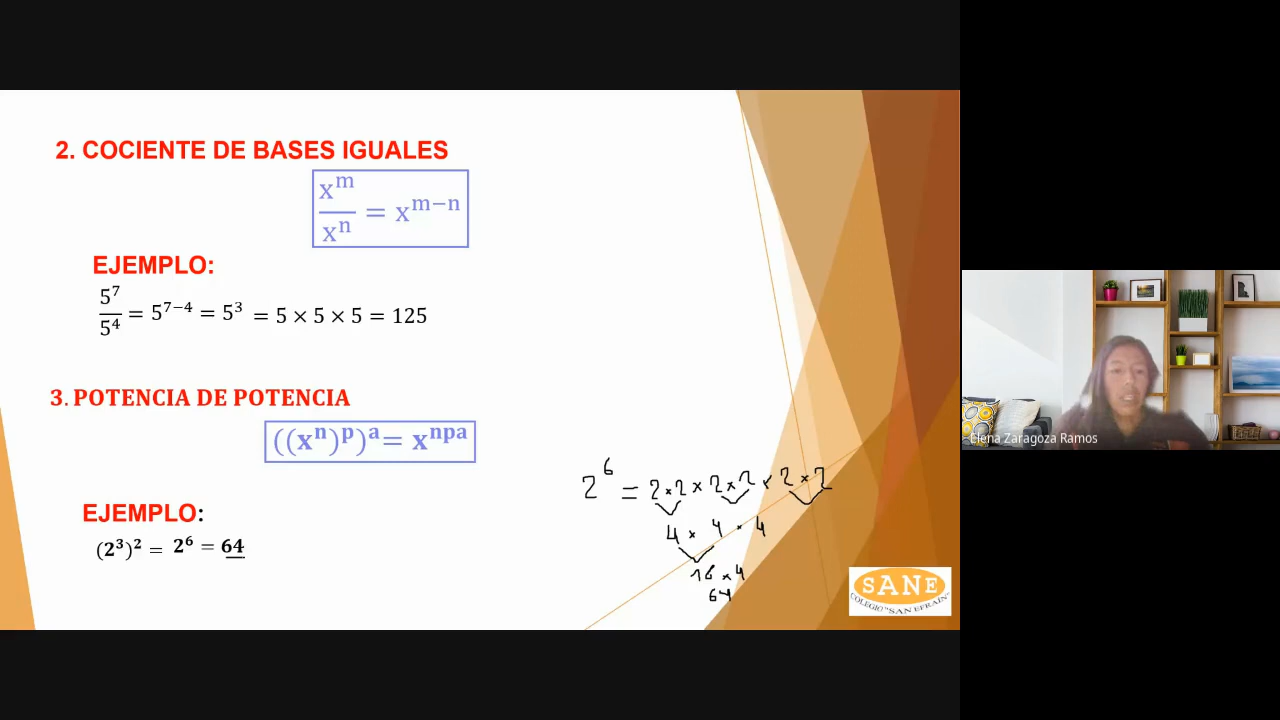 2. COCIENTE DE BASES IGUALES
x^m / x^n = x^{m−n}
EJEMPLO:
5^7 / 5^4 = 5^{7−4} = 5^3 = 5 × 5 × 5 = 125
3. POTENCIA DE POTENCIA
((x^n)^p)^a = x^{npa}
EJEMPLO:
(2^3)^2 = 2^6 = 64
2^6 = 2 × 2 × 2 × 2 × 2 × 2
4 × 4 × 4
16 × 4
64
SANE
COLEGIO "SAN EFRAIN"
Elena Zaragoza Ramos